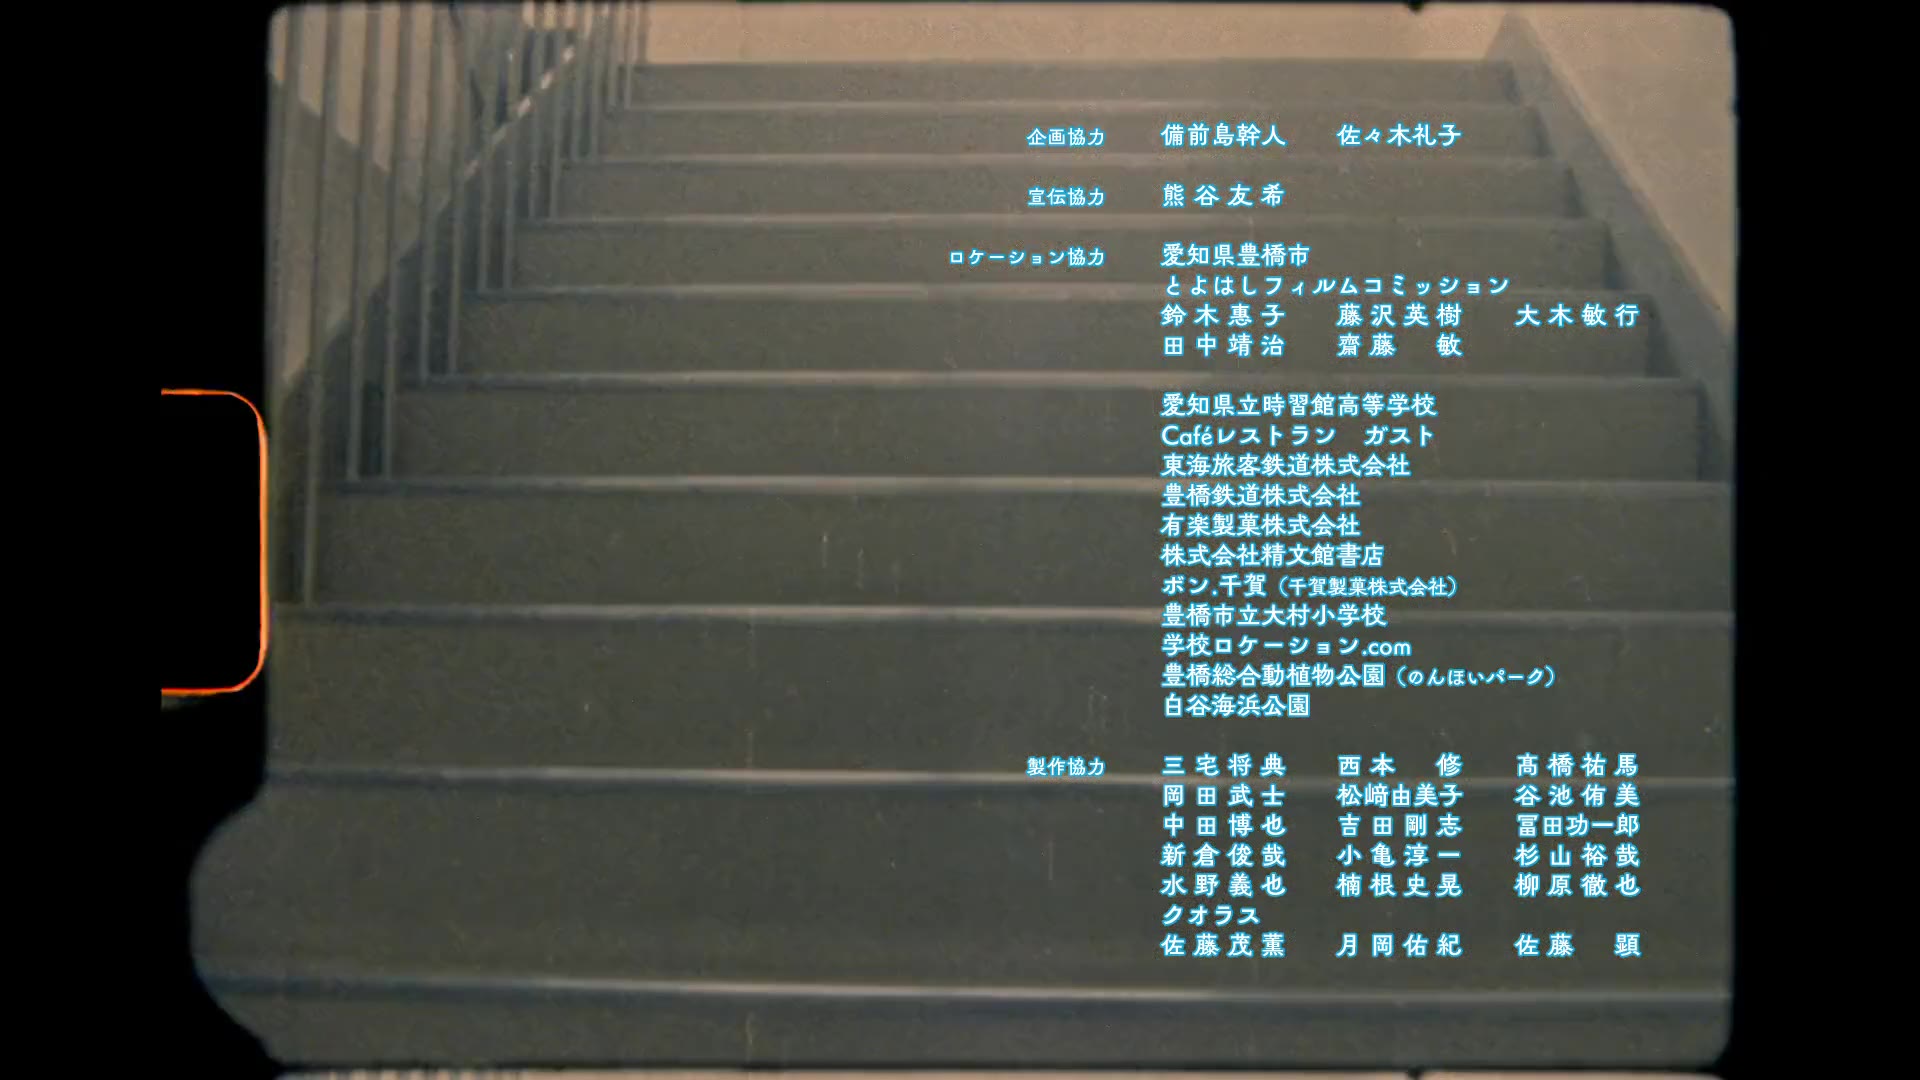 企画協力 備前島幹人 佐々木礼子
宣伝協力 熊谷友希
ロケーション協力 愛知県豊橋市
とよはしフィルムコミッション
鈴木惠子 藤沢英樹 大木敏行
田中靖治 齋藤敏
愛知県立時習館高等学校
Caféレストラン ガスト
東海旅客鉄道株式会社
豊橋鉄道株式会社
有楽製菓株式会社
株式会社精文館書店
ボン.千賀（千賀製菓株式会社）
豊橋市立大村小学校
学校ロケーション.com
豊橋総合動植物公園（のんほいパーク）
白谷海浜公園
製作協力 三宅将典 西本修 髙橋祐馬
岡田武士 松﨑由美子 谷池侑美
中田博也 吉田剛志 冨田功一郎
新倉俊哉 小亀淳一 杉山裕哉
水野義也 楠根史晃 柳原徹也
クオラス
佐藤茂薫 月岡佑紀 佐藤顕